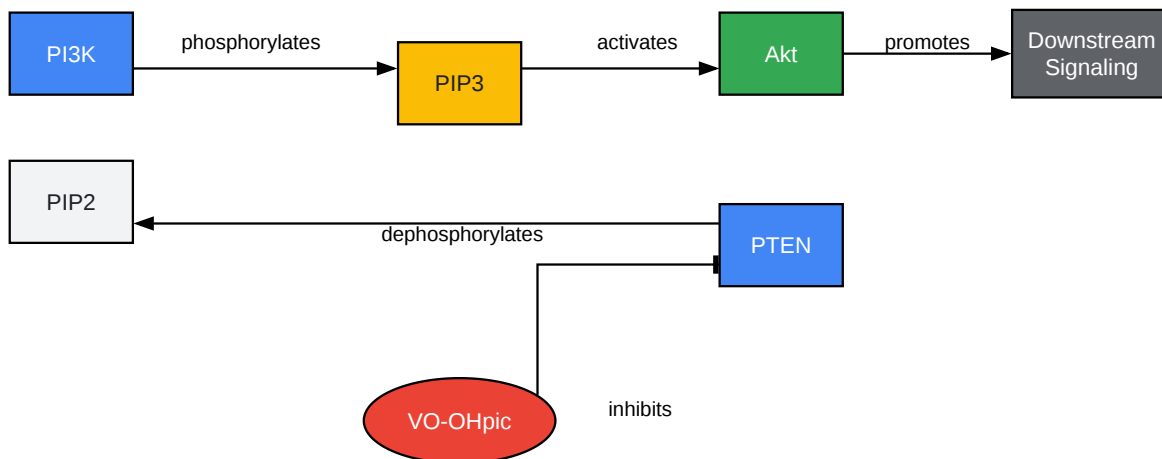 PI3K
phosphorylates
PIP3
activates
Akt
promotes
Downstream
Signaling
PIP2
dephosphorylates
PTEN
VO-OHpic
inhibits